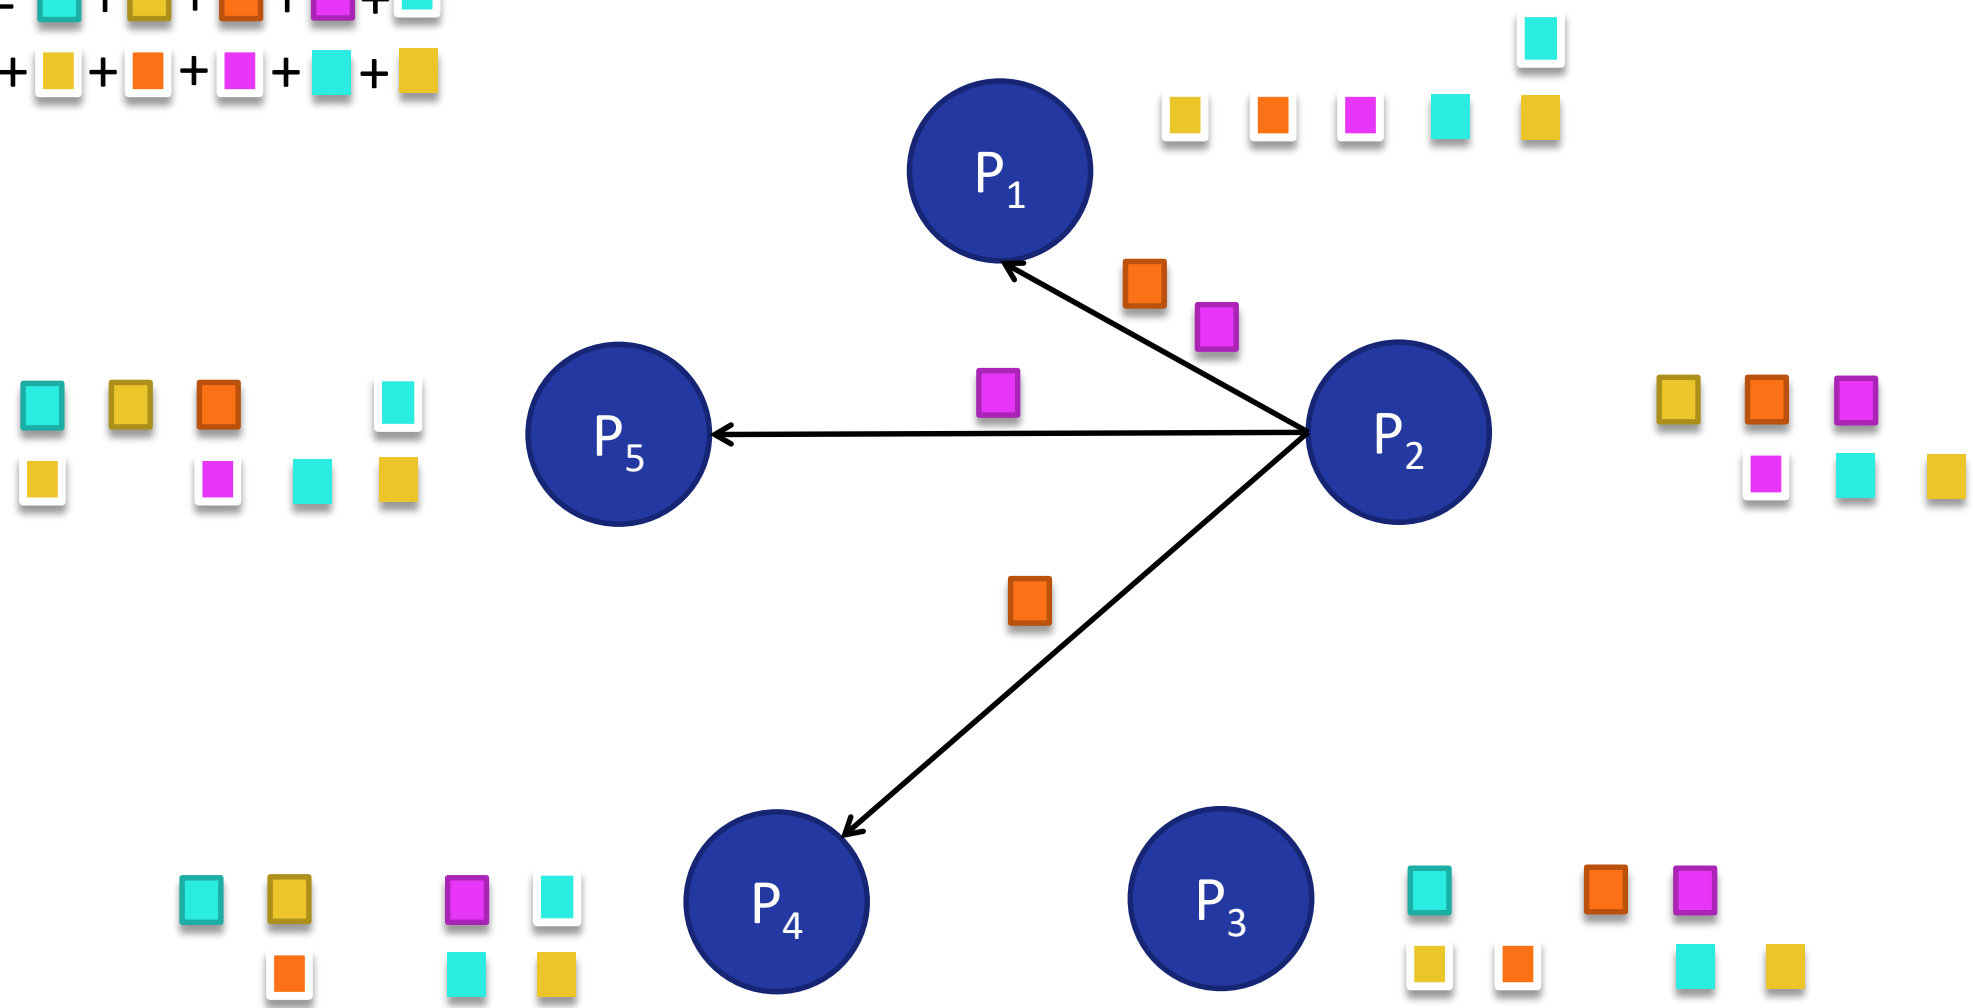 + + + +
+ + + + +
P1
P5
P2
P4
P3